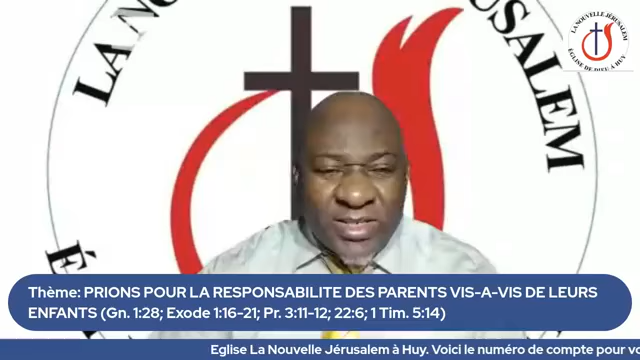 LA NOUVELLE JÉRUSALEM
ÉGLISE DE DIEU À HUY
LA NO
USALEM
É
Thème: PRIONS POUR LA RESPONSABILITE DES PARENTS VIS-A-VIS DE LEURS
ENFANTS (Gn. 1:28; Exode 1:16-21; Pr. 3:11-12; 22:6; 1 Tim. 5:14)
Eglise La Nouvelle Jérusalem à Huy. Voici le numéro de compte pour vo